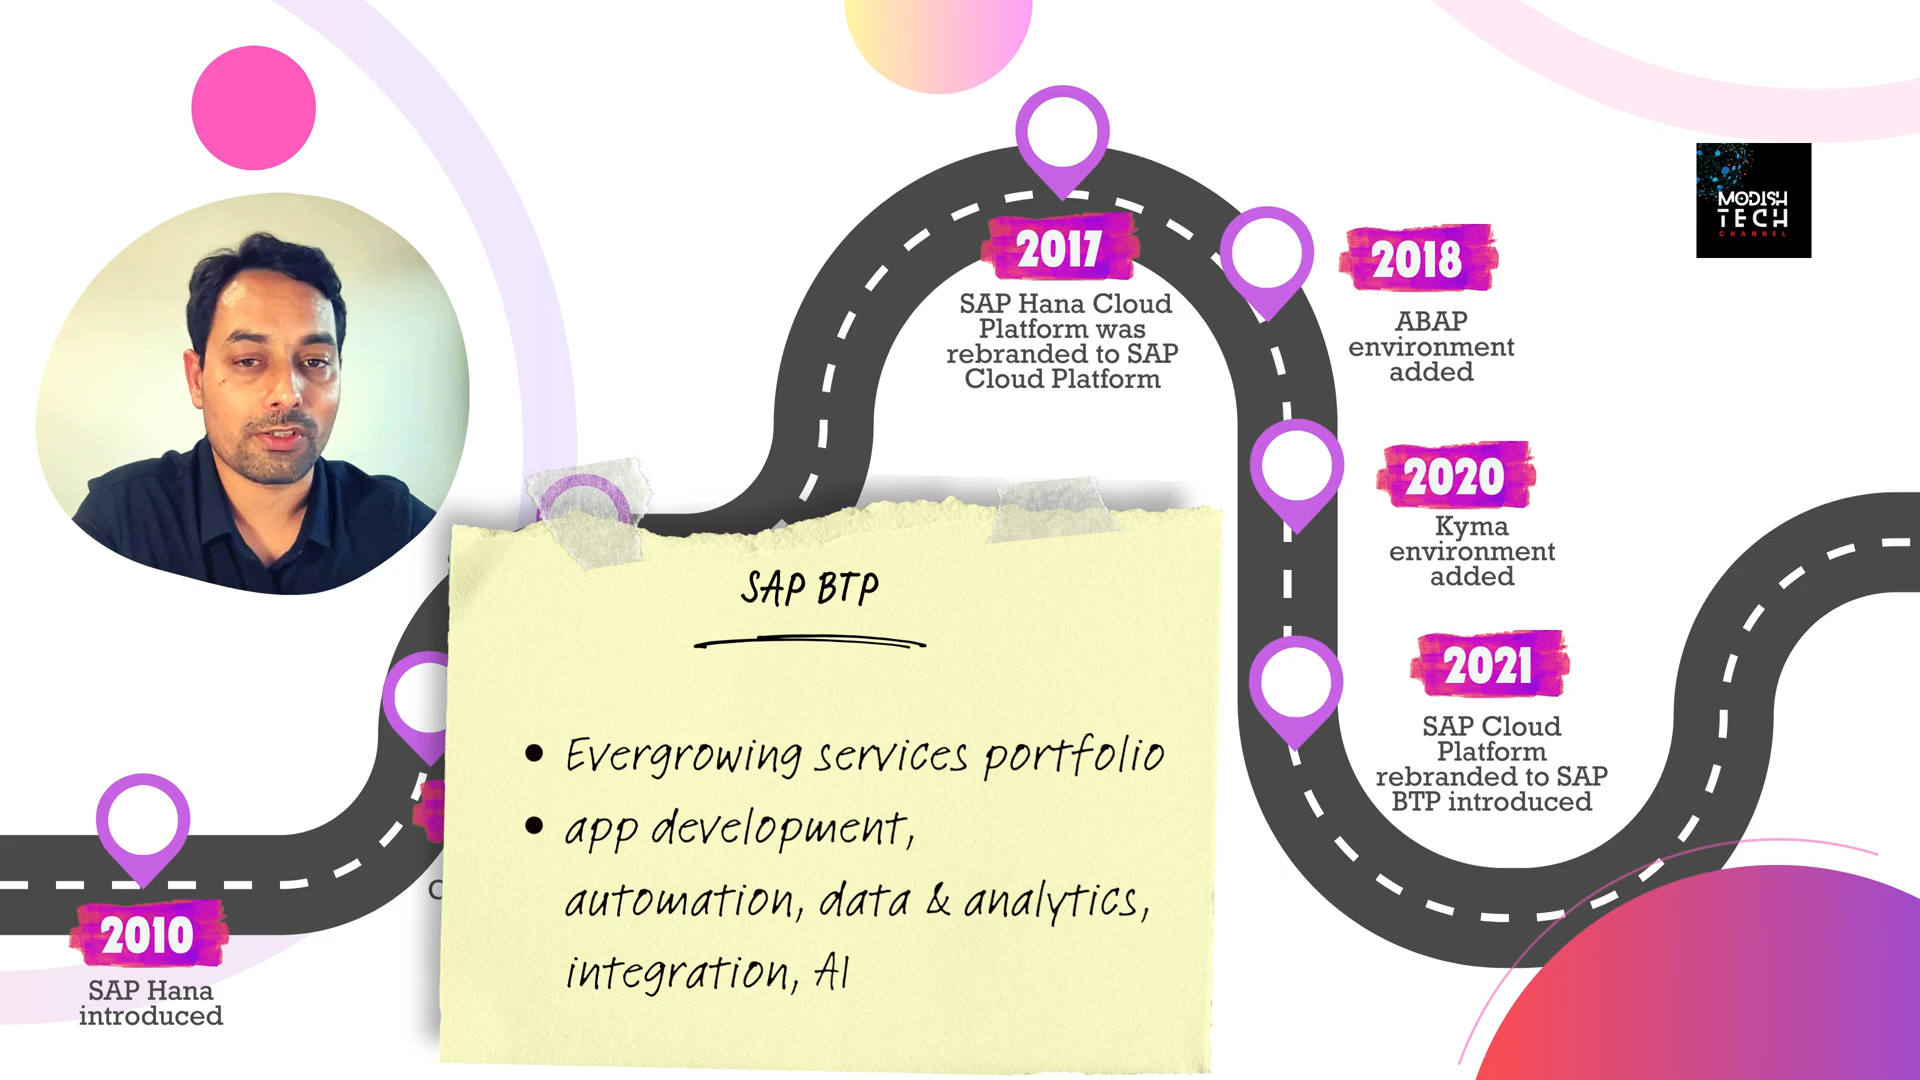 MODISH
TECH
CHANNEL
2017
SAP Hana Cloud
Platform was
rebranded to SAP
Cloud Platform
2018
ABAP
environment
added
2020
Kyma
environment
added
2021
SAP Cloud
Platform
rebranded to SAP
BTP introduced
SAP BTP
• Evergrowing services portfolio
• app development,
automation, data & analytics,
integration, AI
2010
SAP Hana
introduced